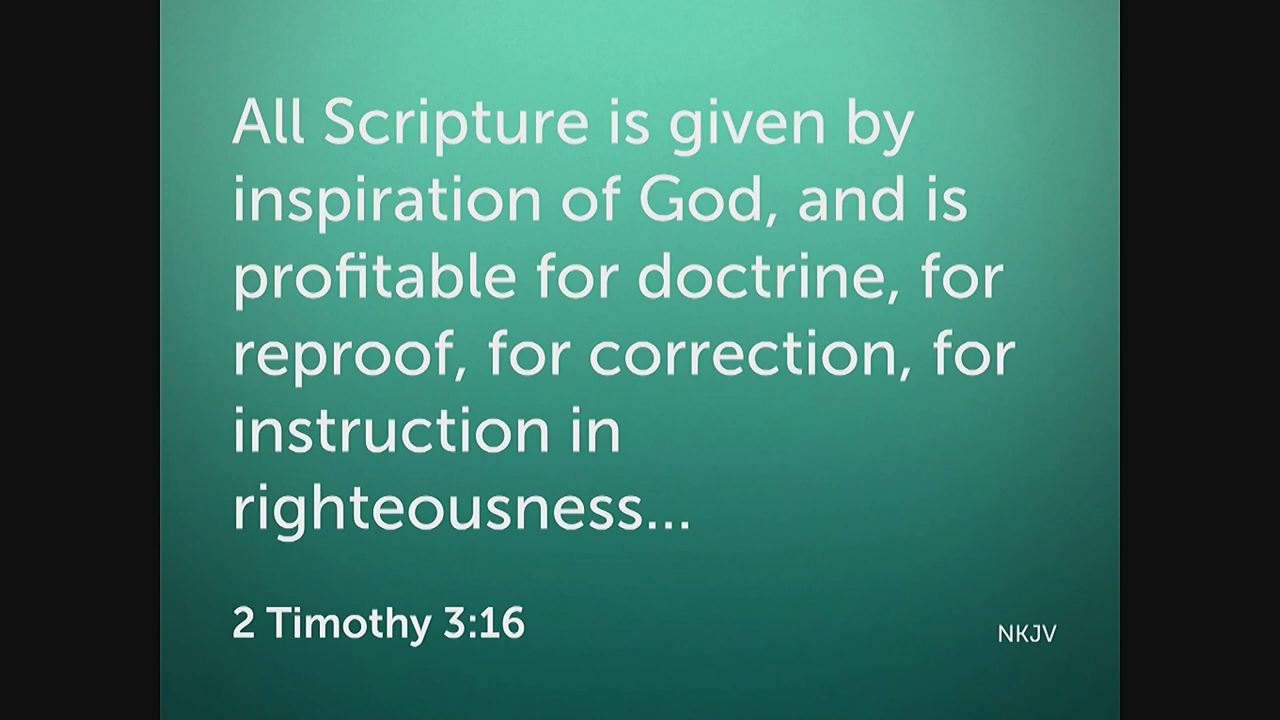 All Scripture is given by
inspiration of God, and is
profitable for doctrine, for
reproof, for correction, for
instruction in
righteousness...
2 Timothy 3:16
NKJV